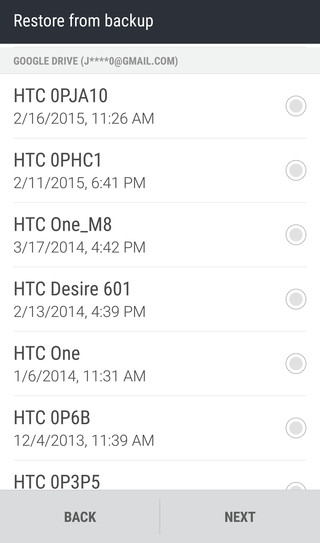 Restore from backup
GOOGLE DRIVE (J****0@GMAIL.COM)
HTC 0PJA10
2/16/2015, 11:26 AM
HTC 0PHC1
2/11/2015, 6:41 PM
HTC One_M8
3/17/2014, 4:42 PM
HTC Desire 601
2/13/2014, 4:39 PM
HTC One
1/6/2014, 11:31 AM
HTC 0P6B
12/4/2013, 11:39 AM
HTC 0P3P5
BACK NEXT